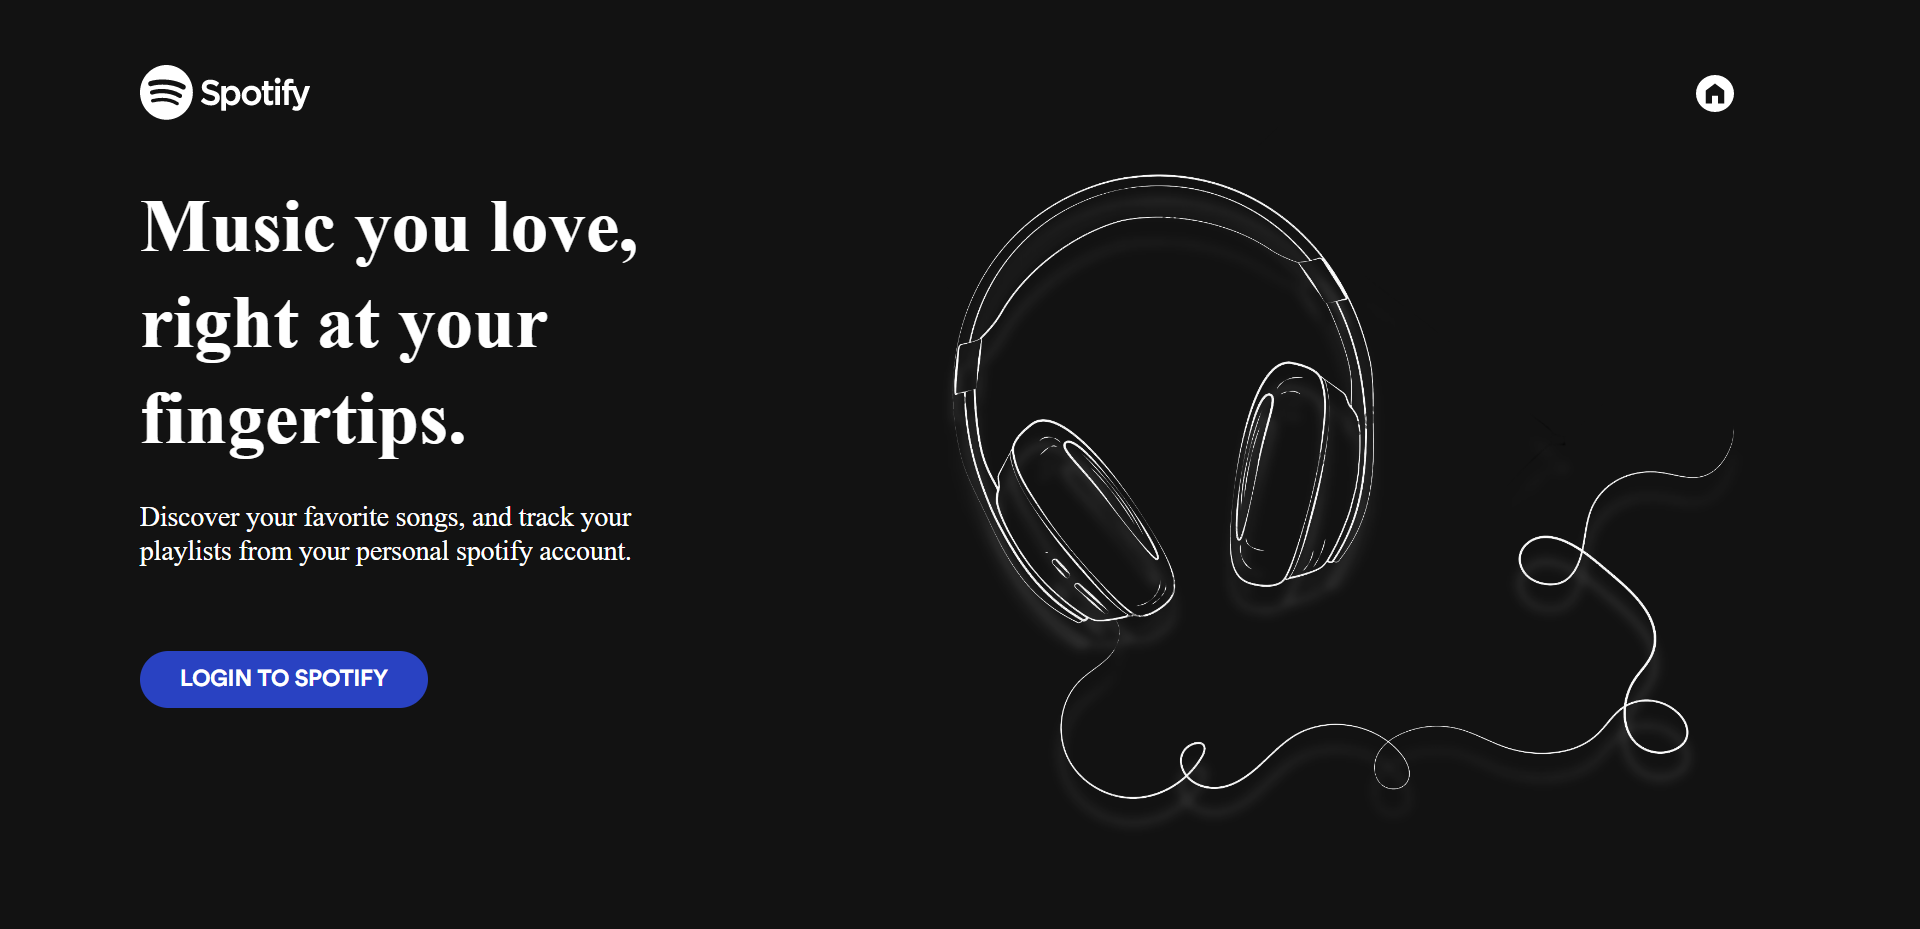 Spotify
Music you love,
right at your
fingertips.
Discover your favorite songs, and track your
playlists from your personal spotify account.
LOGIN TO SPOTIFY